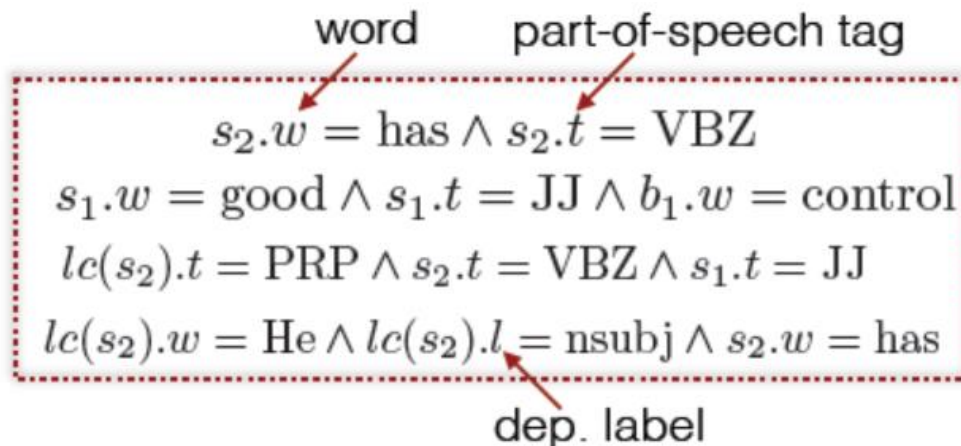 word part-of-speech tag
s₂.w = has ∧ s₂.t = VBZ
s₁.w = good ∧ s₁.t = JJ ∧ b₁.w = control
lc(s₂).t = PRP ∧ s₂.t = VBZ ∧ s₁.t = JJ
lc(s₂).w = He ∧ lc(s₂).l = nsubj ∧ s₂.w = has
dep. label